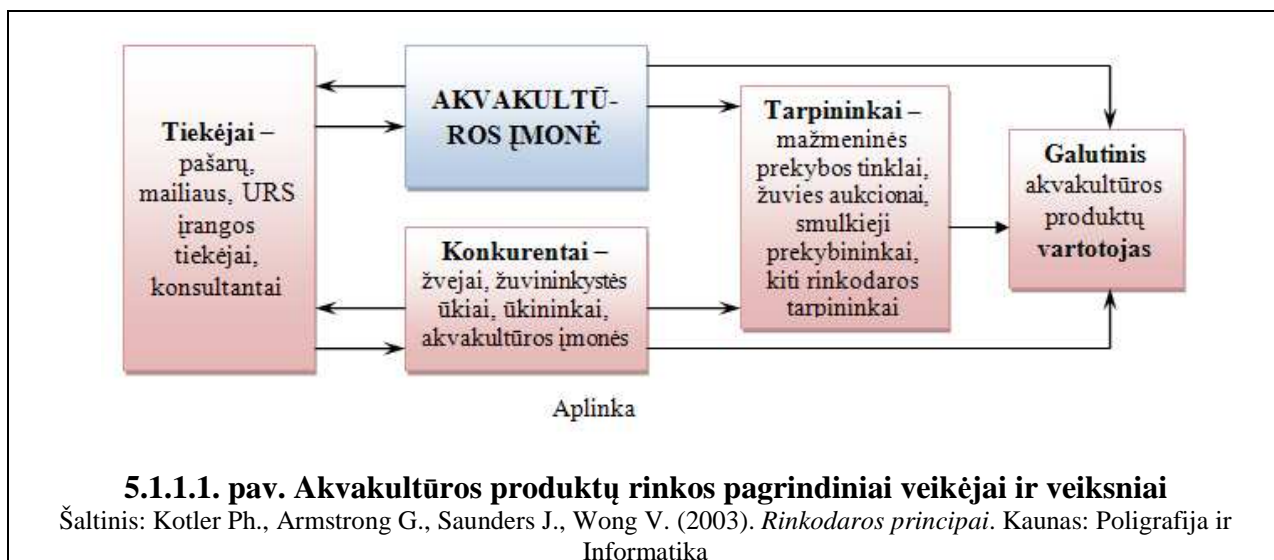 Tiekėjai –
pašarų,
mailiaus, URS
įrangos
tiekėjai,
konsultantai
AKVAKULTŪ-
ROS ĮMONĖ
Konkurentai –
žvejai, žuvininkystės
ūkiai, ūkininkai,
akvakultūros įmonės
Tarpininkai –
mažmeninės
prekybos tinklai,
žuvies aukcionai,
smulkieji
prekybininkai,
kiti rinkodaros
tarpininkai
Galutinis
akvakultūros
produktų
vartotojas
Aplinka
5.1.1.1. pav. Akvakultūros produktų rinkos pagrindiniai veikėjai ir veiksniai
Šaltinis: Kotler Ph., Armstrong G., Saunders J., Wong V. (2003). Rinkodaros principai. Kaunas: Poligrafija ir
Informatika